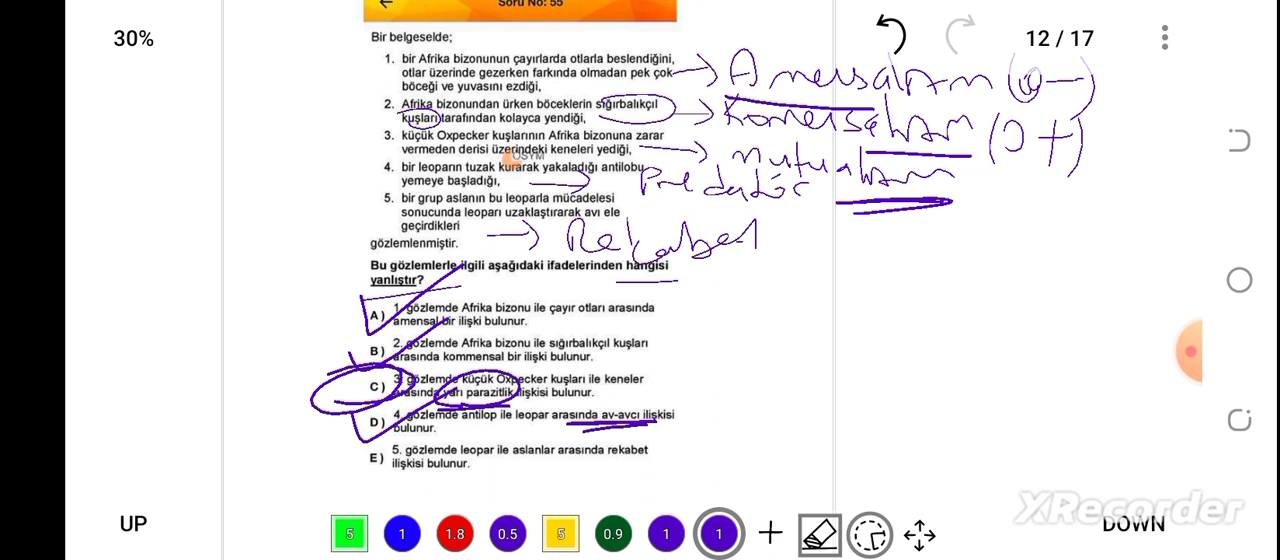 Soru No: 55
30%
12 / 17
Bir belgeselde;
1. bir Afrika bizonunun çayırlarda otlarla beslendiğini,
otlar üzerinde gezerken farkında olmadan pek çok
böceği ve yuvasını ezdiği,
→ Amensalizm (0 -)
2. Afrika bizonundan ürken böceklerin sığırbalıkçıl
kuşları tarafından kolayca yendiği,
→ Komensalizm (0 +)
3. küçük Oxpecker kuşlarının Afrika bizonuna zarar
vermeden derisi üzerindeki keneleri yediği,
→ mutualizm
ÖSYM
4. bir leoparın tuzak kurarak yakaladığı antilobu
yemeye başladığı,
→ Predatör
5. bir grup aslanın bu leoparla mücadelesi
sonucunda leoparı uzaklaştırarak avı ele
geçirdikleri
→ Rekabet
gözlemlenmiştir.
Bu gözlemlerle ilgili aşağıdaki ifadelerinden hangisi
yanlıştır?
A) 1. gözlemde Afrika bizonu ile çayır otları arasında
amensal bir ilişki bulunur.
B) 2. gözlemde Afrika bizonu ile sığırbalıkçıl kuşları
arasında kommensal bir ilişki bulunur.
C) 3. gözlemde küçük Oxpecker kuşları ile keneler
arasında yarı parazitlik ilişkisi bulunur.
D) 4. gözlemde antilop ile leopar arasında av-avcı ilişkisi
bulunur.
E) 5. gözlemde leopar ile aslanlar arasında rekabet
ilişkisi bulunur.
XRecorder
UP
5 1 1.8 0.5 5 0.9 1 1
DOWN